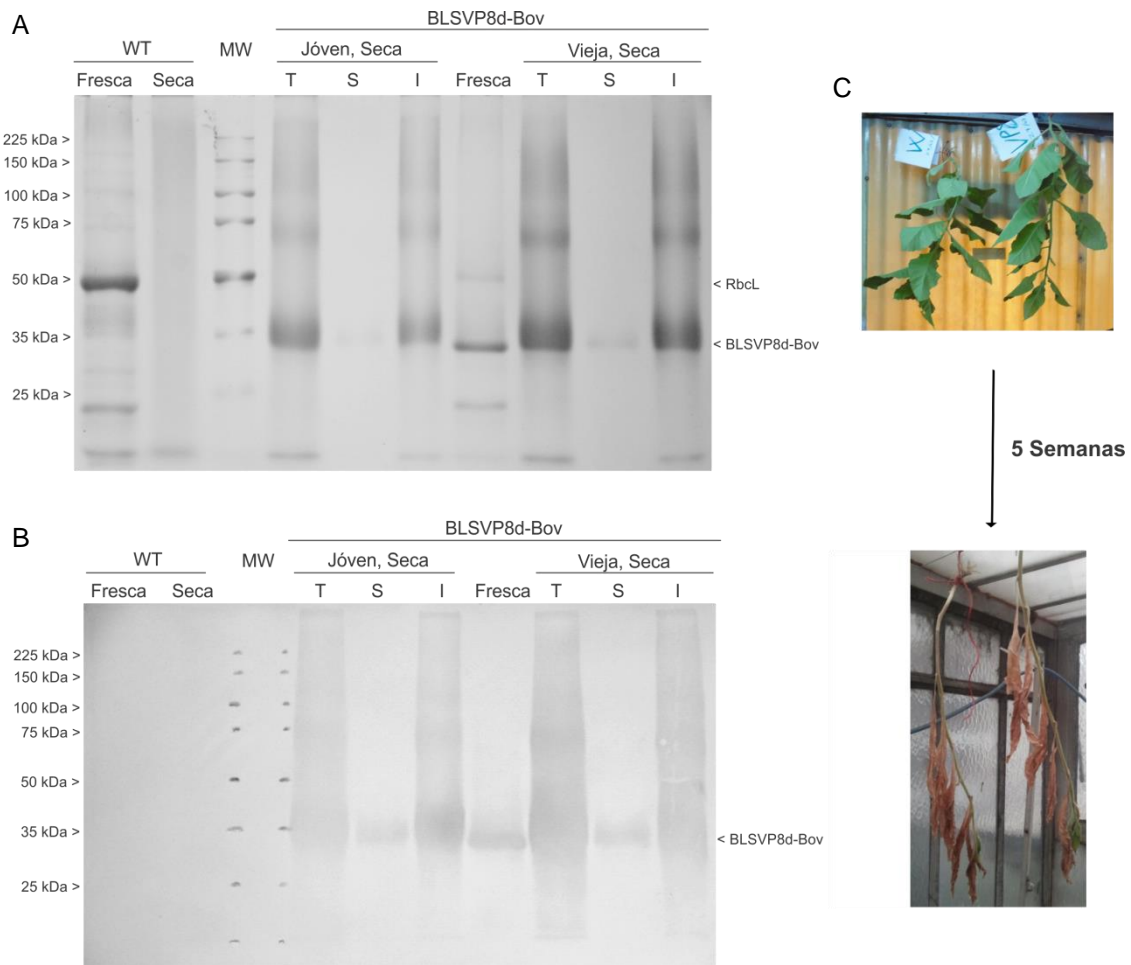 A
BLSVP8d-Bov
WT MW Jóven, Seca Vieja, Seca
Fresca Seca T S I Fresca T S I
225 kDa >
150 kDa >
100 kDa >
75 kDa >
50 kDa >
35 kDa >
25 kDa >
< RbcL
< BLSVP8d-Bov
B
BLSVP8d-Bov
WT MW Jóven, Seca Vieja, Seca
Fresca Seca T S I Fresca T S I
225 kDa >
150 kDa >
100 kDa >
75 kDa >
50 kDa >
35 kDa >
25 kDa >
< BLSVP8d-Bov
C
5 Semanas